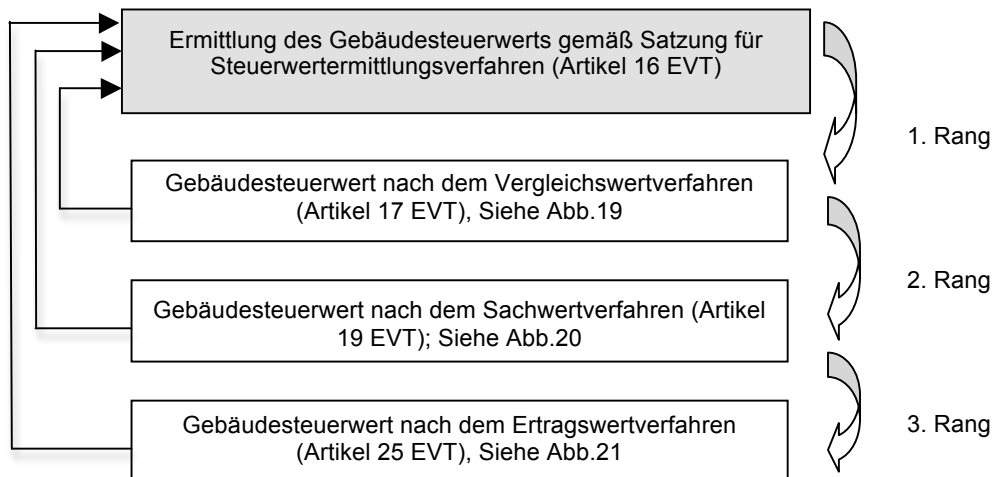 Ermittlung des Gebäudesteuerwerts gemäß Satzung für
Steuerwertermittlungsverfahren (Artikel 16 EVT)
1. Rang
Gebäudesteuerwert nach dem Vergleichswertverfahren
(Artikel 17 EVT), Siehe Abb.19
2. Rang
Gebäudesteuerwert nach dem Sachwertverfahren (Artikel
19 EVT); Siehe Abb.20
3. Rang
Gebäudesteuerwert nach dem Ertragswertverfahren
(Artikel 25 EVT), Siehe Abb.21